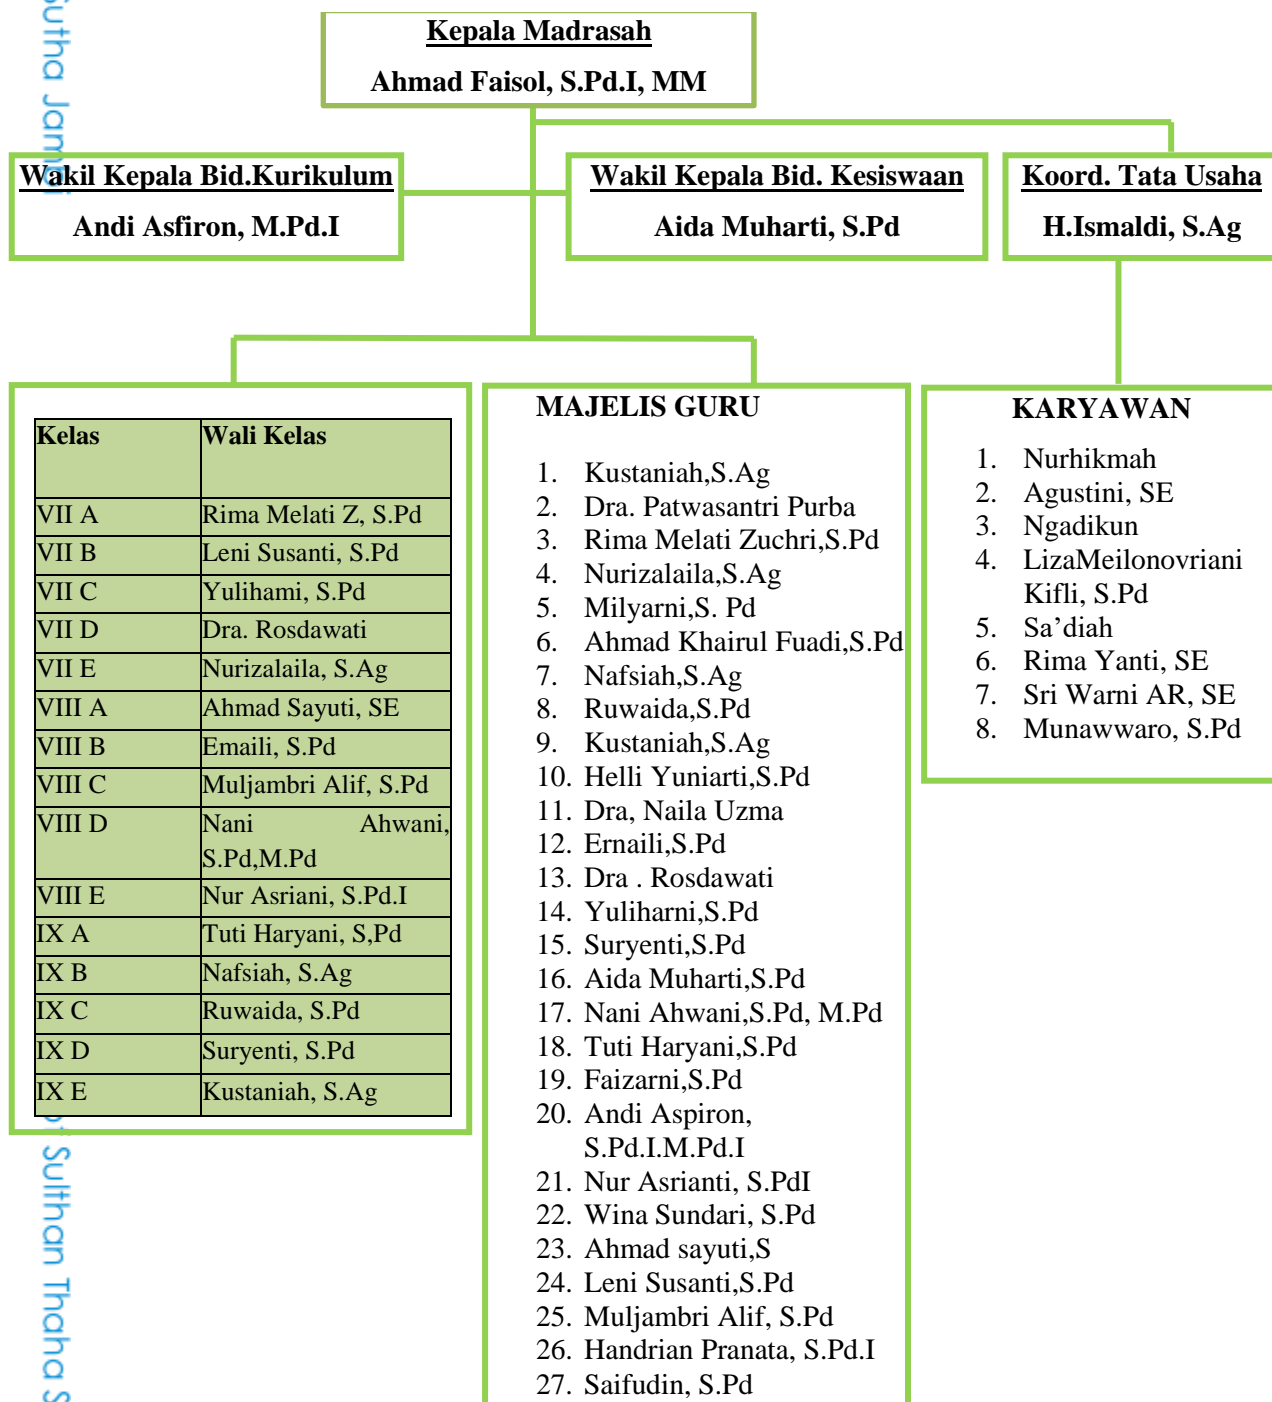 Sutha Jambi
Kepala Madrasah
Ahmad Faisol, S.Pd.I, MM
Wakil Kepala Bid.Kurikulum
Andi Asfiron, M.Pd.I
Wakil Kepala Bid. Kesiswaan
Aida Muharti, S.Pd
Koord. Tata Usaha
H.Ismaldi, S.Ag
Kelas Wali Kelas
VII A Rima Melati Z, S.Pd
VII B Leni Susanti, S.Pd
VII C Yulihami, S.Pd
VII D Dra. Rosdawati
VII E Nurizalaila, S.Ag
VIII A Ahmad Sayuti, SE
VIII B Emaili, S.Pd
VIII C Muljambri Alif, S.Pd
VIII D Nani Ahwani,
S.Pd,M.Pd
VIII E Nur Asriani, S.Pd.I
IX A Tuti Haryani, S,Pd
IX B Nafsiah, S.Ag
IX C Ruwaida, S.Pd
IX D Suryenti, S.Pd
IX E Kustaniah, S.Ag
MAJELIS GURU
1. Kustaniah,S.Ag
2. Dra. Patwasantri Purba
3. Rima Melati Zuchri,S.Pd
4. Nurizalaila,S.Ag
5. Milyarni,S. Pd
6. Ahmad Khairul Fuadi,S.Pd
7. Nafsiah,S.Ag
8. Ruwaida,S.Pd
9. Kustaniah,S.Ag
10. Helli Yuniarti,S.Pd
11. Dra, Naila Uzma
12. Ernaili,S.Pd
13. Dra . Rosdawati
14. Yuliharni,S.Pd
15. Suryenti,S.Pd
16. Aida Muharti,S.Pd
17. Nani Ahwani,S.Pd, M.Pd
18. Tuti Haryani,S.Pd
19. Faizarni,S.Pd
20. Andi Aspiron,
S.Pd.I.M.Pd.I
21. Nur Asrianti, S.PdI
22. Wina Sundari, S.Pd
23. Ahmad sayuti,S
24. Leni Susanti,S.Pd
25. Muljambri Alif, S.Pd
26. Handrian Pranata, S.Pd.I
27. Saifudin, S.Pd
KARYAWAN
1. Nurhikmah
2. Agustini, SE
3. Ngadikun
4. LizaMeilonovriani
Kifli, S.Pd
5. Sa’diah
6. Rima Yanti, SE
7. Sri Warni AR, SE
8. Munawwaro, S.Pd
of Sulthan Thaha S